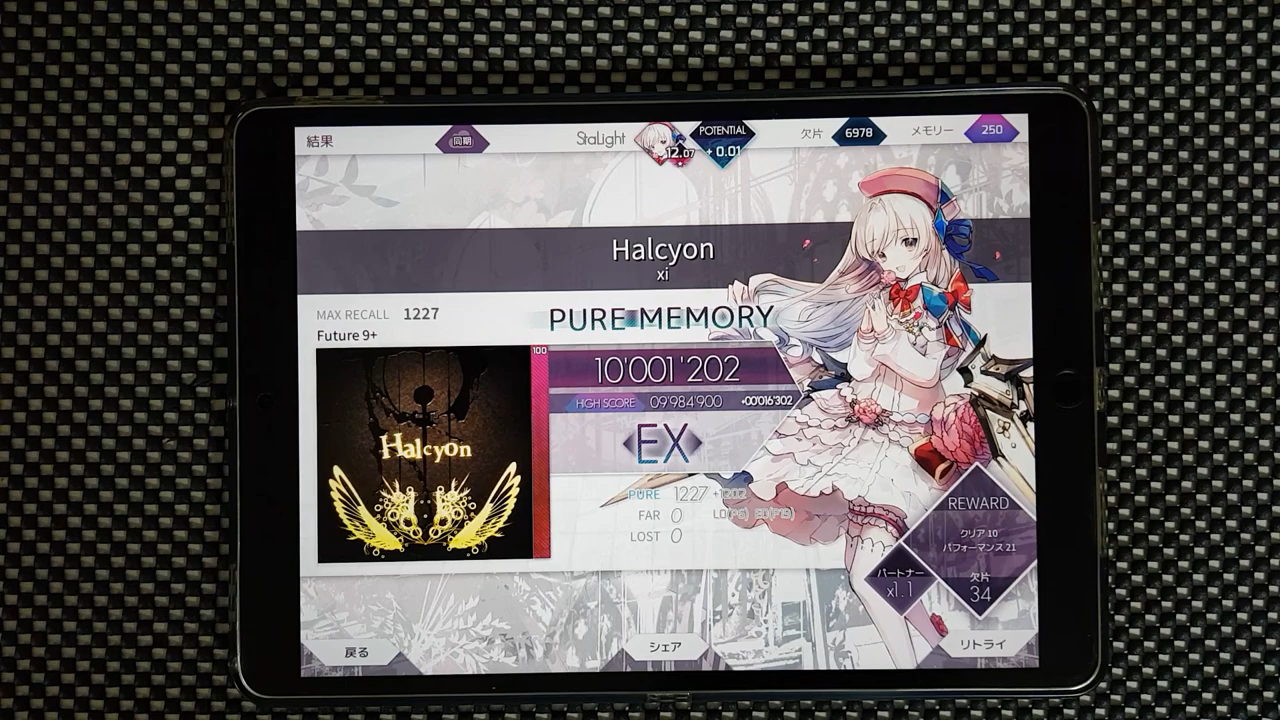 結果
同期
StaLight
12.07
POTENTIAL
+ 0.01
欠片
6978
メモリー
250
Halcyon
xi
MAX RECALL 1227
Future 9+
PURE MEMORY
100
10'001'202
HIGH SCORE 09'984'900 +00'016'302
EX
Halcyon
PURE 1227 +1202
FAR 0 L0(P6) E0(P19)
LOST 0
REWARD
クリア 10
パフォーマンス 21
パートナー
x1.1
欠片
34
戻る
シェア
リトライ